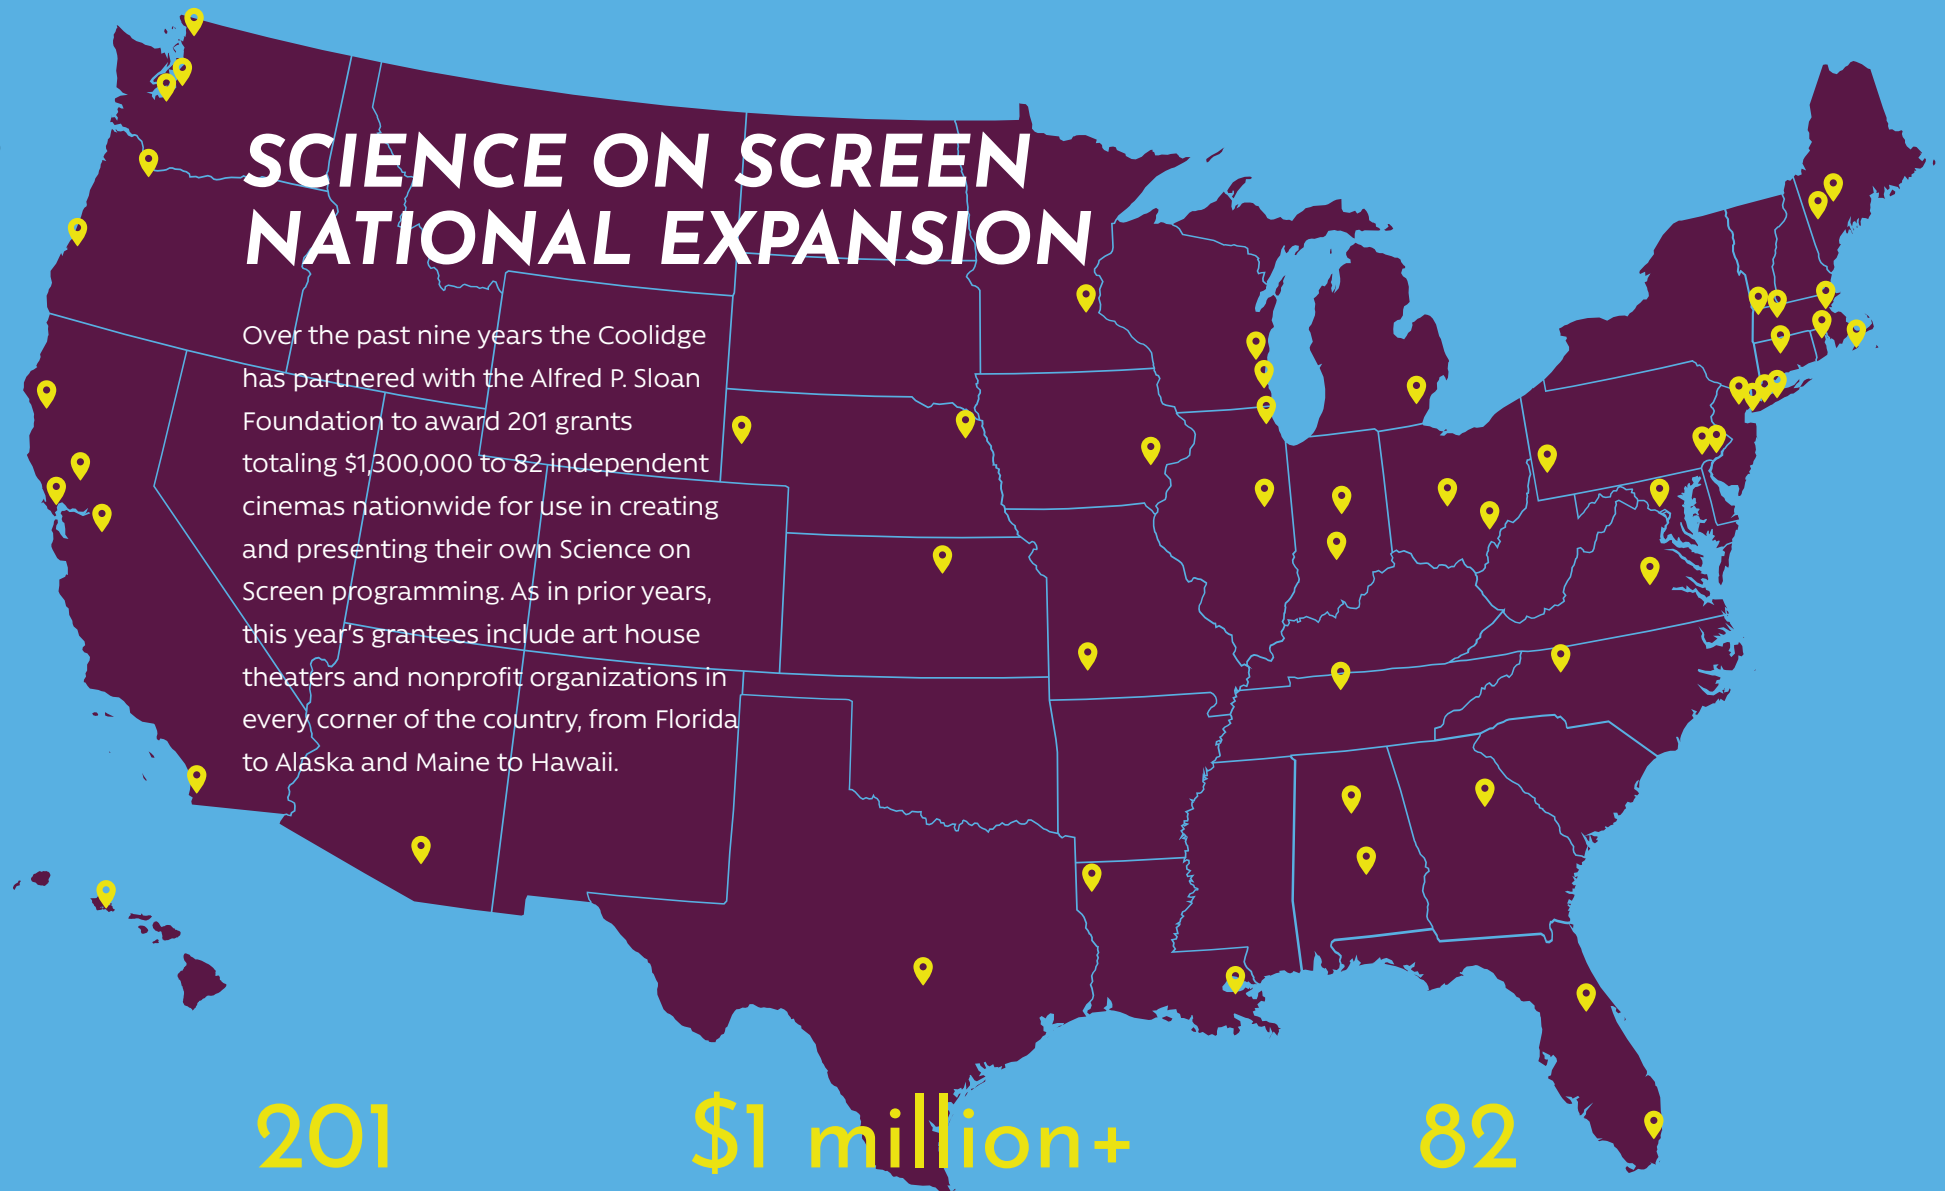 SCIENCE ON SCREEN
NATIONAL EXPANSION
Over the past nine years the Coolidge
has partnered with the Alfred P. Sloan
Foundation to award 201 grants
totaling $1,300,000 to 82 independent
cinemas nationwide for use in creating
and presenting their own Science on
Screen programming. As in prior years,
this year's grantees include art house
theaters and nonprofit organizations in
every corner of the country, from Florida
to Alaska and Maine to Hawaii.
201 $1 million+ 82